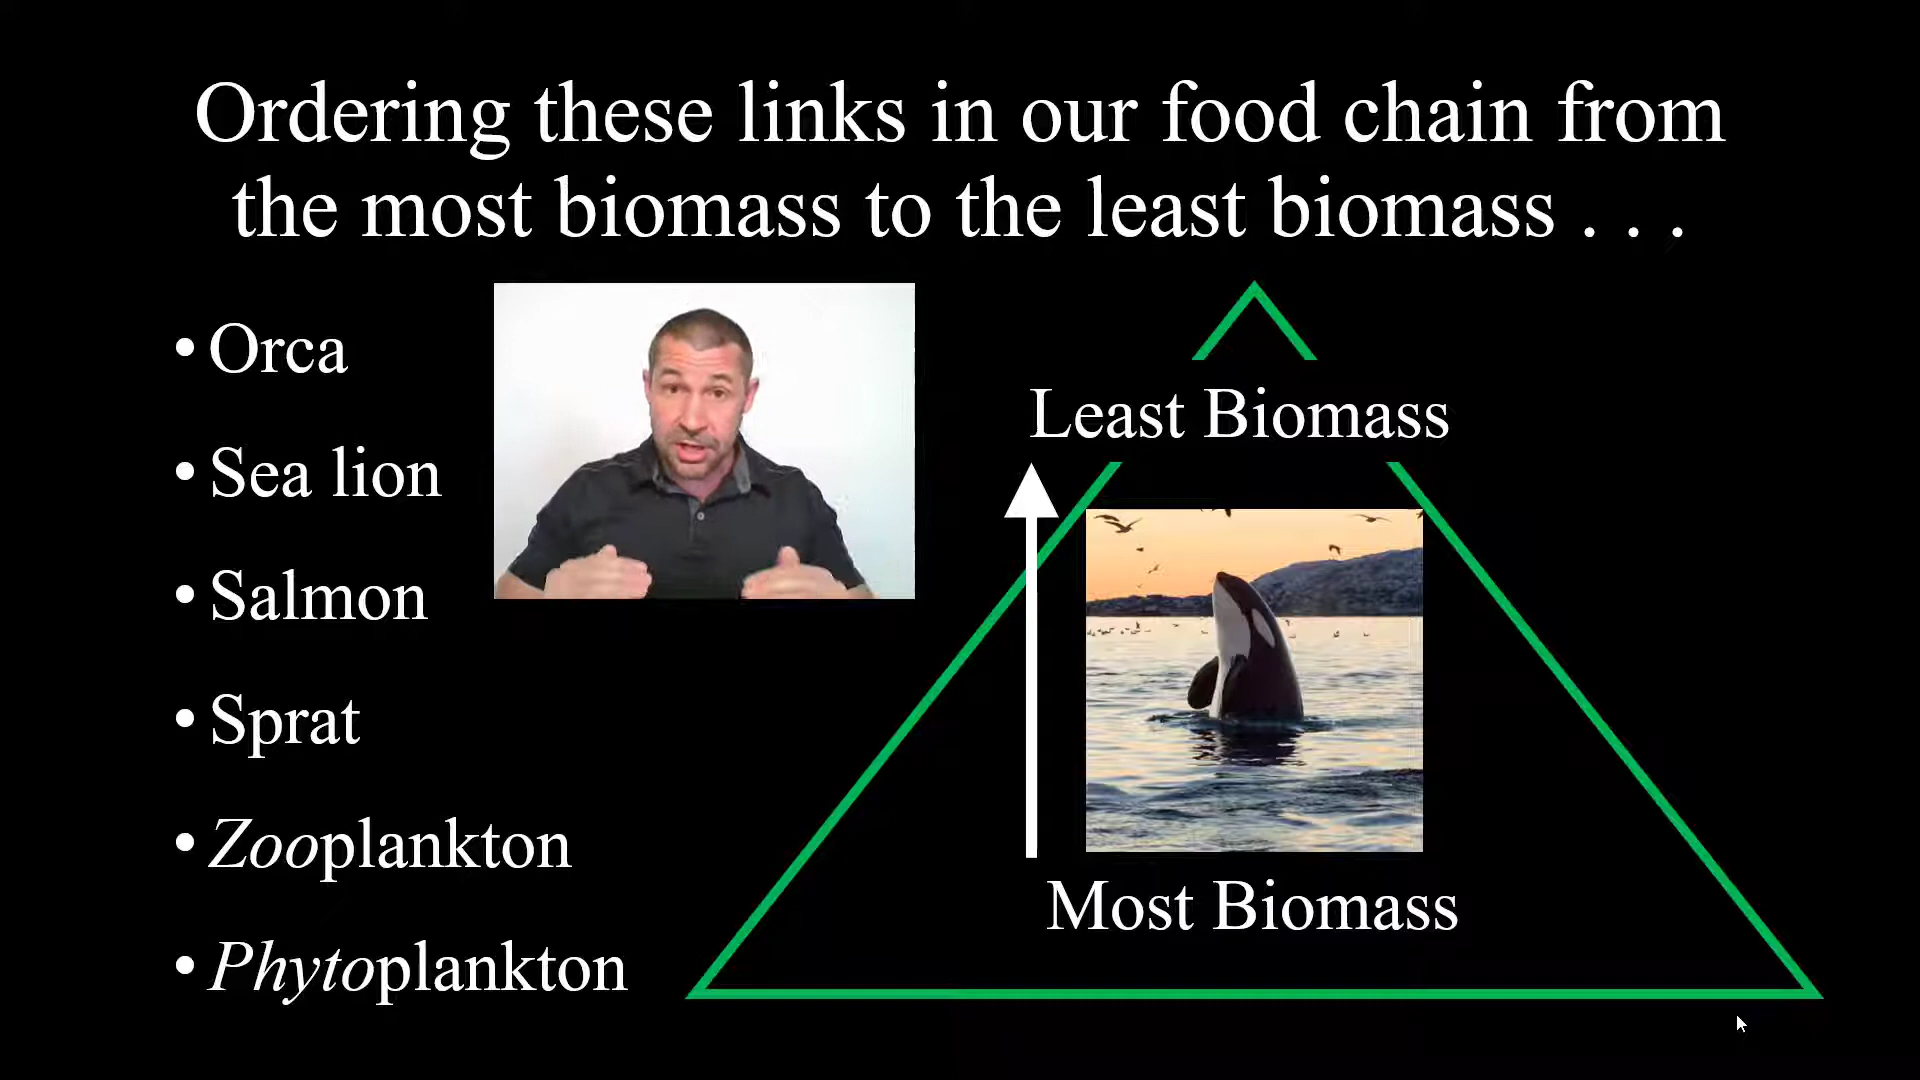 Ordering these links in our food chain from
the most biomass to the least biomass . . .
• Orca
• Sea lion
• Salmon
• Sprat
• Zooplankton
• Phytoplankton
Least Biomass
Most Biomass